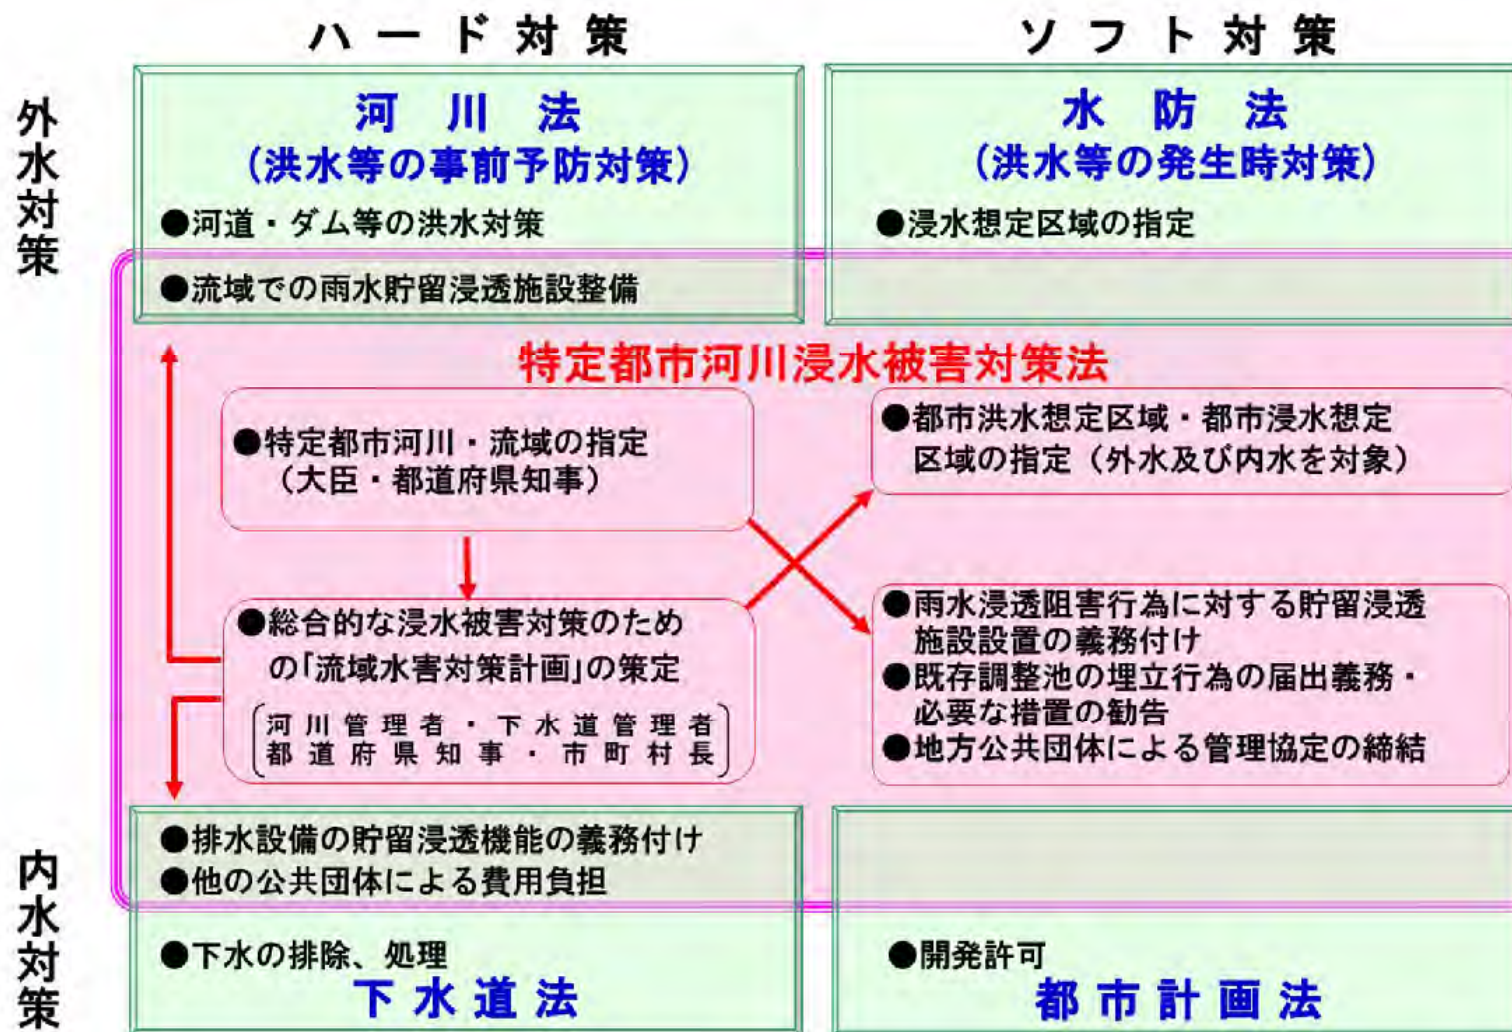 ハード対策
ソフト対策
外水対策
河川法
(洪水等の事前予防対策)
●河道・ダム等の洪水対策
●流域での雨水貯留浸透施設整備
水防法
(洪水等の発生時対策)
●浸水想定区域の指定
特定都市河川浸水被害対策法
●特定都市河川・流域の指定
（大臣・都道府県知事）
●都市洪水想定区域・都市浸水想定
区域の指定（外水及び内水を対象）
●総合的な浸水被害対策のため
の「流域水害対策計画」の策定
河川管理者・下水道管理者
都道府県知事・市町村長
●雨水浸透阻害行為に対する貯留浸透
施設設置の義務付け
●既存調整池の埋立行為の届出義務・
必要な措置の勧告
●地方公共団体による管理協定の締結
内水対策
●排水設備の貯留浸透機能の義務付け
●他の公共団体による費用負担
●下水の排除、処理
下水道法
●開発許可
都市計画法